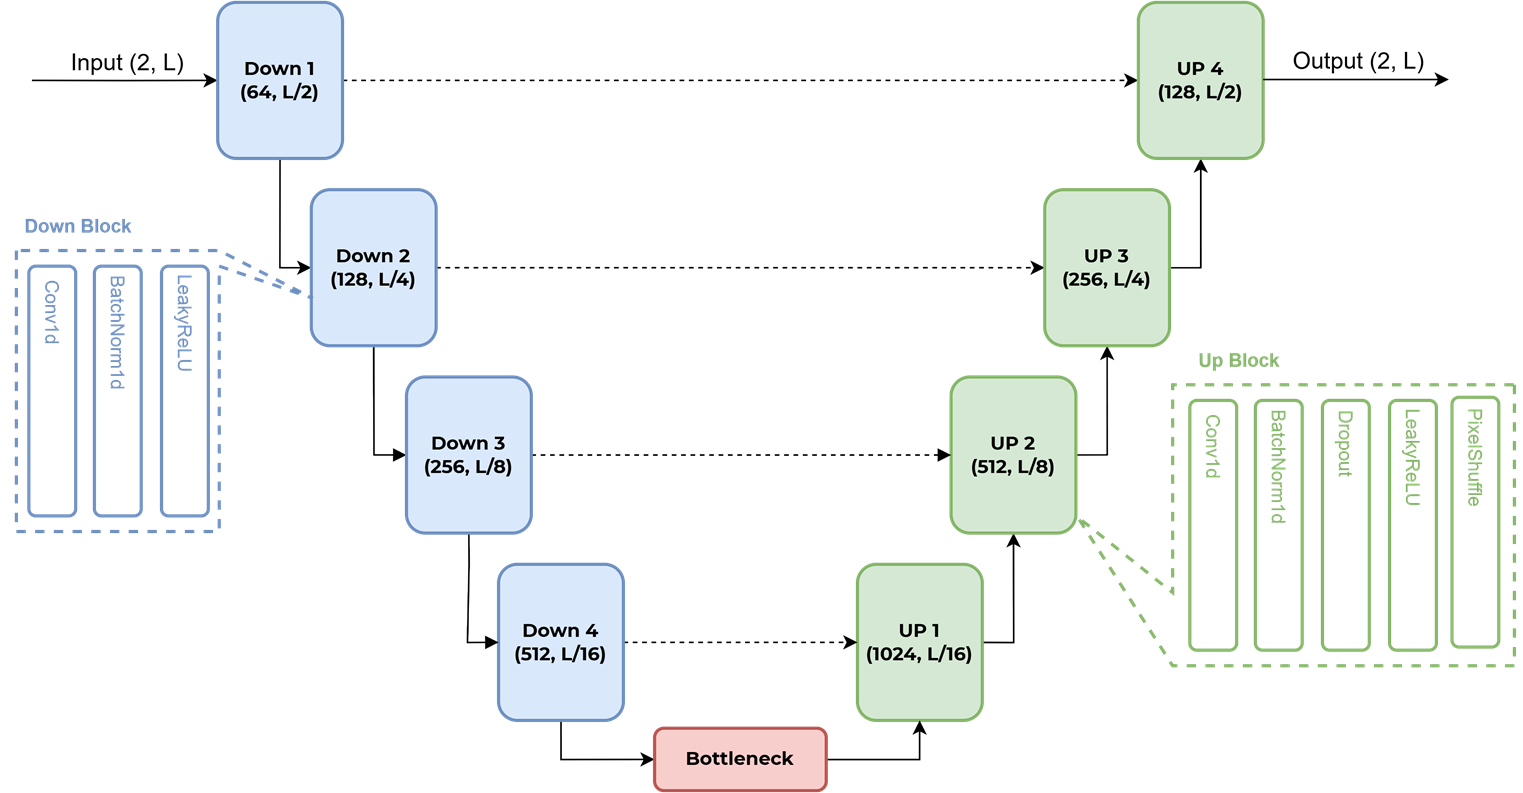 Input (2, L)
Down 1
(64, L/2)
UP 4
(128, L/2)
Output (2, L)
Down 2
(128, L/4)
UP 3
(256, L/4)
Down Block
Conv1d
BatchNorm1d
LeakyReLU
Down 3
(256, L/8)
UP 2
(512, L/8)
Up Block
Conv1d
BatchNorm1d
Dropout
LeakyReLU
PixelShuffle
Down 4
(512, L/16)
UP 1
(1024, L/16)
Bottleneck